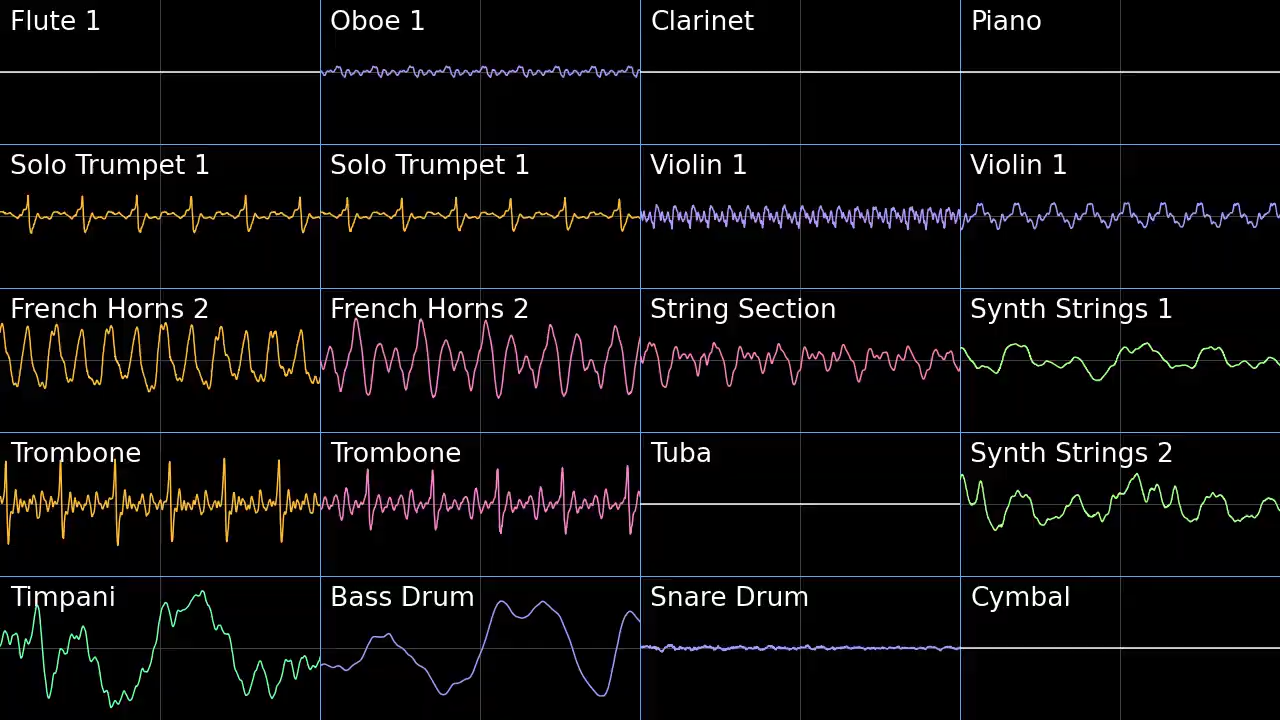 Flute 1
Oboe 1
Clarinet
Piano
Solo Trumpet 1
Solo Trumpet 1
Violin 1
Violin 1
French Horns 2
French Horns 2
String Section
Synth Strings 1
Trombone
Trombone
Tuba
Synth Strings 2
Timpani
Bass Drum
Snare Drum
Cymbal